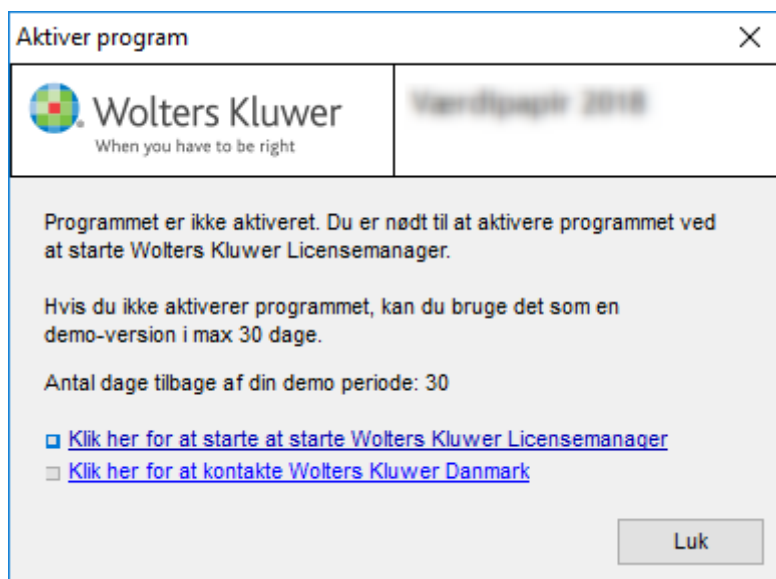 Aktiver program
Wolters Kluwer
When you have to be right
Programmet er ikke aktiveret. Du er nødt til at aktivere programmet ved
at starte Wolters Kluwer Licensemanager.
Hvis du ikke aktiverer programmet, kan du bruge det som en
demo-version i max 30 dage.
Antal dage tilbage af din demo periode: 30
Klik her for at starte at starte Wolters Kluwer Licensemanager
Klik her for at kontakte Wolters Kluwer Danmark
Luk